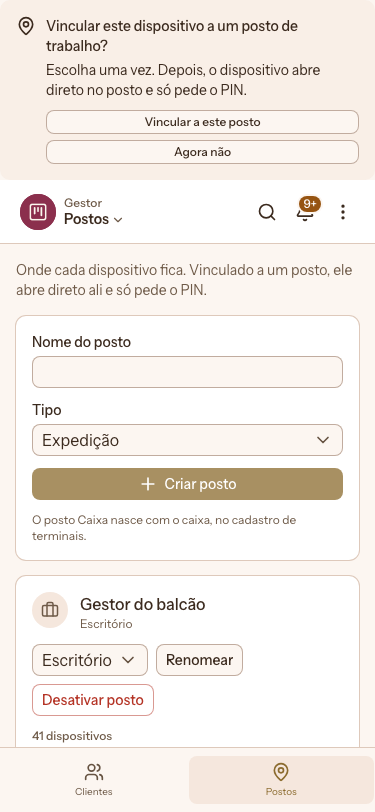 Vincular este dispositivo a um posto de
trabalho?
Escolha uma vez. Depois, o dispositivo abre
direto no posto e só pede o PIN.
Vincular a este posto
Agora não
Gestor
Postos
9+
Onde cada dispositivo fica. Vinculado a um posto, ele
abre direto ali e só pede o PIN.
Nome do posto
Tipo
Expedição
Criar posto
O posto Caixa nasce com o caixa, no cadastro de
terminais.
Gestor do balcão
Escritório
Escritório
Renomear
Desativar posto
41 dispositivos
Clientes
Postos